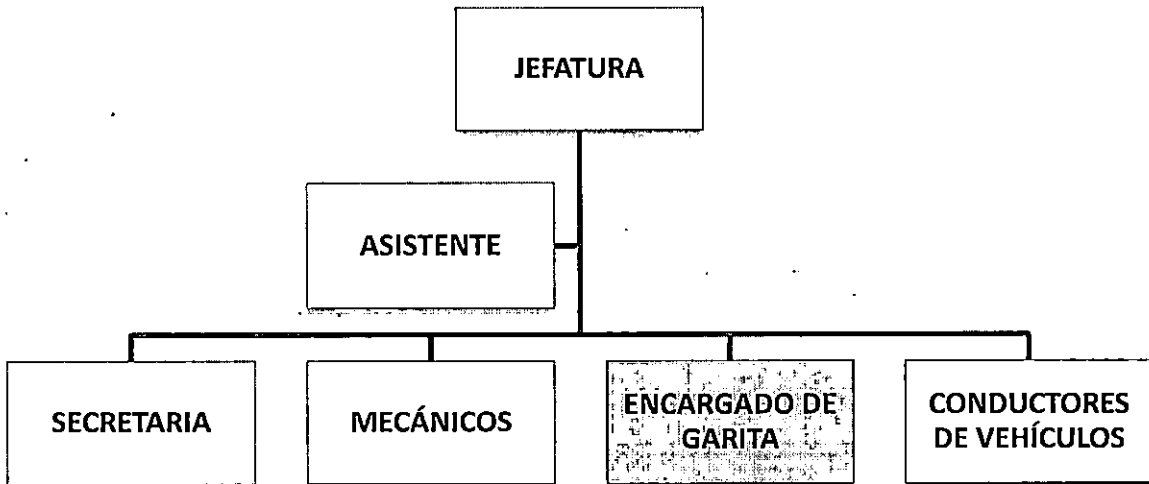 JEFATURA
ASISTENTE
SECRETARIA
MECÁNICOS
ENCARGADO DE
GARITA
CONDUCTORES
DE VEHÍCULOS